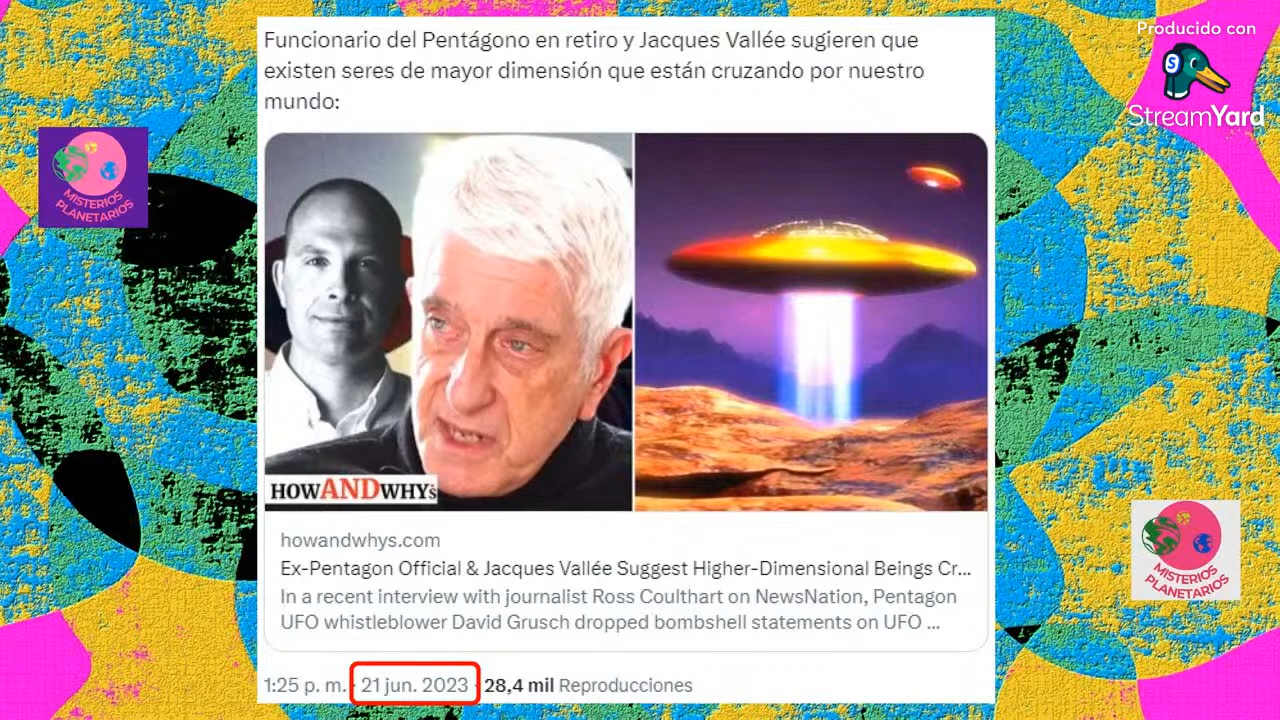 Producido con
StreamYard
Funcionario del Pentágono en retiro y Jacques Vallée sugieren que
existen seres de mayor dimensión que están cruzando por nuestro
mundo:
MISTERIOS
PLANETARIOS
HOWANDWHYs
howandwhys.com
Ex-Pentagon Official & Jacques Vallée Suggest Higher-Dimensional Beings Cr...
In a recent interview with journalist Ross Coulthart on NewsNation, Pentagon
UFO whistleblower David Grusch dropped bombshell statements on UFO ...
MISTERIOS
PLANETARIOS
1:25 p. m. · 21 jun. 2023 · 28,4 mil Reproducciones